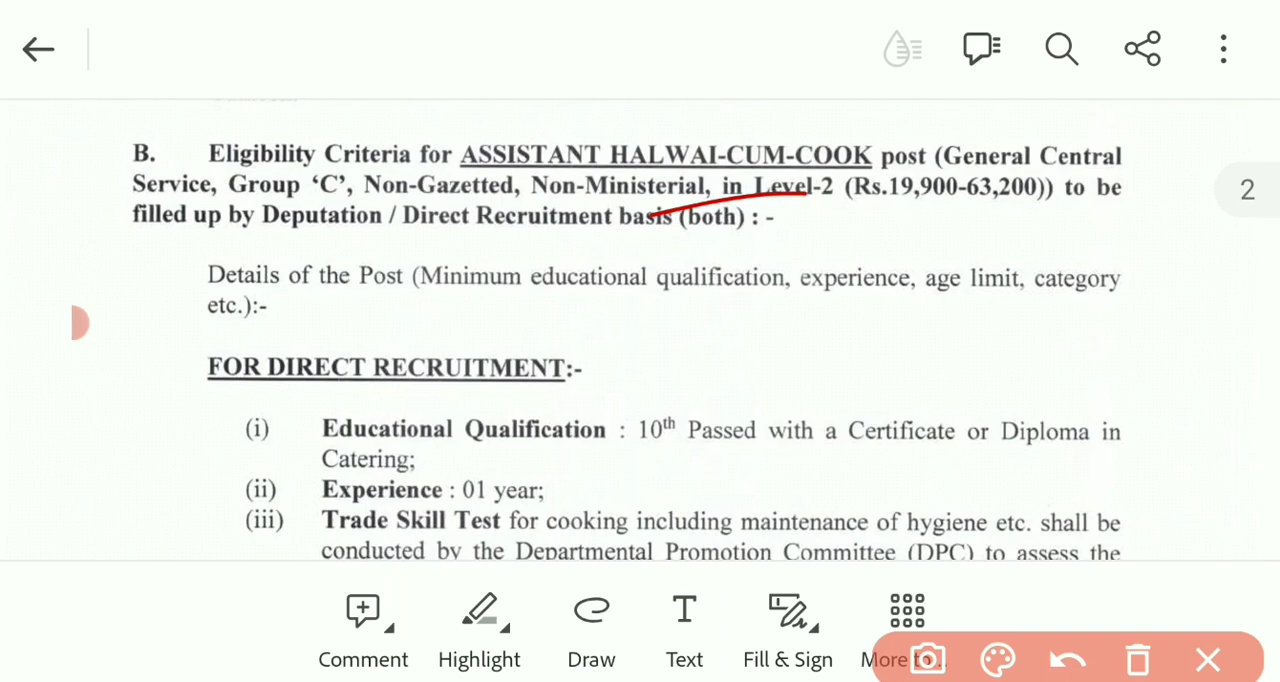 B. Eligibility Criteria for ASSISTANT HALWAI-CUM-COOK post (General Central
Service, Group ‘C’, Non-Gazetted, Non-Ministerial, in Level-2 (Rs.19,900-63,200)) to be
2
filled up by Deputation / Direct Recruitment basis (both) : -
Details of the Post (Minimum educational qualification, experience, age limit, category
etc.):-
FOR DIRECT RECRUITMENT:-
(i) Educational Qualification : 10th Passed with a Certificate or Diploma in
Catering;
(ii) Experience : 01 year;
(iii) Trade Skill Test for cooking including maintenance of hygiene etc. shall be
conducted by the Departmental Promotion Committee (DPC) to assess the
Comment Highlight Draw Text Fill & Sign More